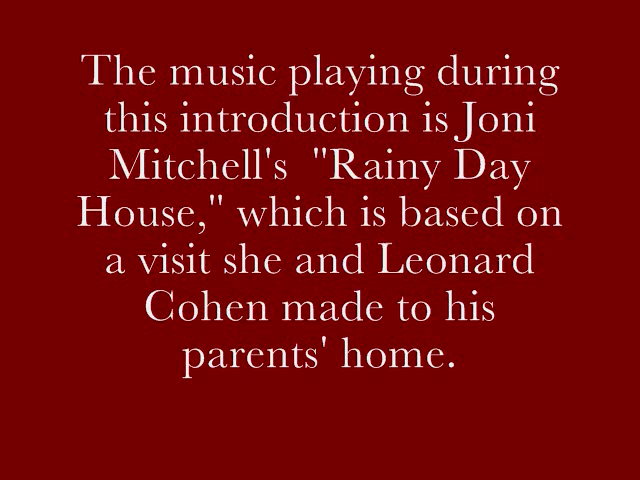 The music playing during
this introduction is Joni
Mitchell's  "Rainy Day
House," which is based on
a visit she and Leonard
Cohen made to his
parents' home.